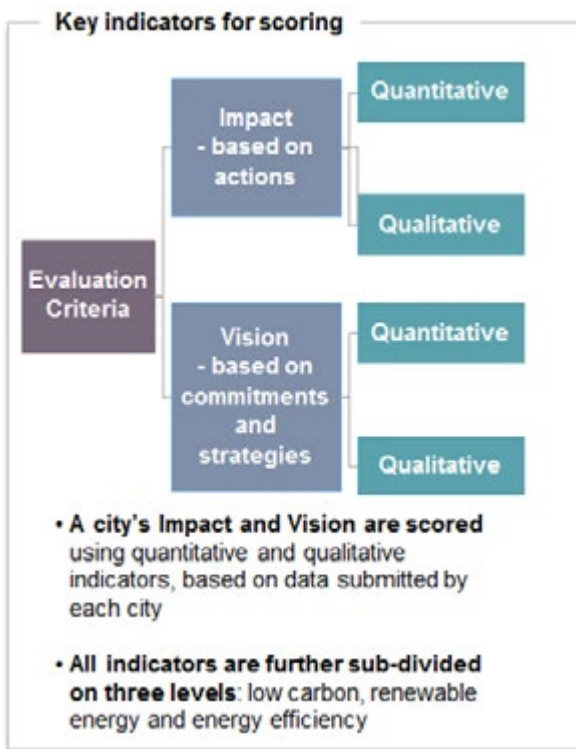 Key indicators for scoring
Impact
- based on
actions
Quantitative
Qualitative
Evaluation
Criteria
Vision
- based on
commitments
and
strategies
Quantitative
Qualitative
• A city's Impact and Vision are scored
using quantitative and qualitative
indicators, based on data submitted by
each city
• All indicators are further sub-divided
on three levels: low carbon, renewable
energy and energy efficiency